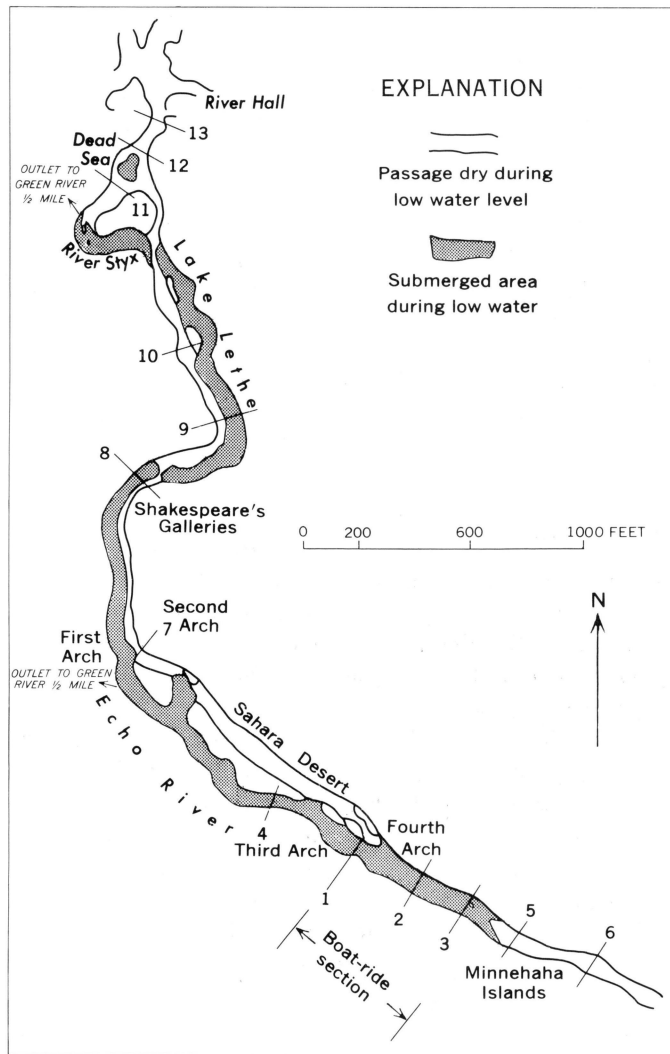 EXPLANATION
Passage dry during
low water level
Submerged area
during low water
River Hall
13
Dead
Sea
12
OUTLET TO
GREEN RIVER
½ MILE
11
River Styx
Lake Lethe
10
9
8
Shakespeare's
Galleries
0 200 600 1000 FEET
N
Second
Arch
7
First
Arch
OUTLET TO GREEN
RIVER ½ MILE
Echo River
Sahara Desert
4
Third Arch
Fourth
Arch
1
2
3
5
6
Boat-ride
section
Minnehaha
Islands